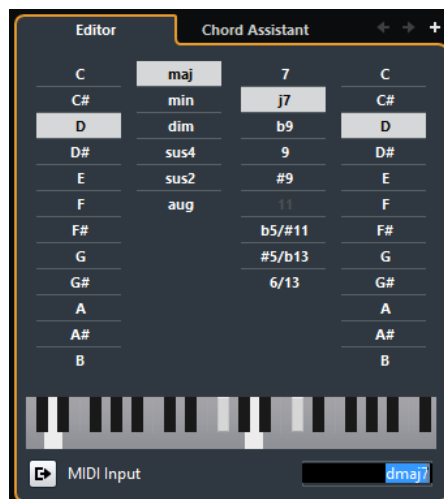 Editor Chord Assistant
C maj 7 C
C# min j7 C#
D dim b9 D
D# sus4 9 D#
E sus2 #9 E
F aug 11 F
F# b5/#11 F#
G #5/b13 G
G# 6/13 G#
A A
A# A#
B B
MIDI Input dmaj7